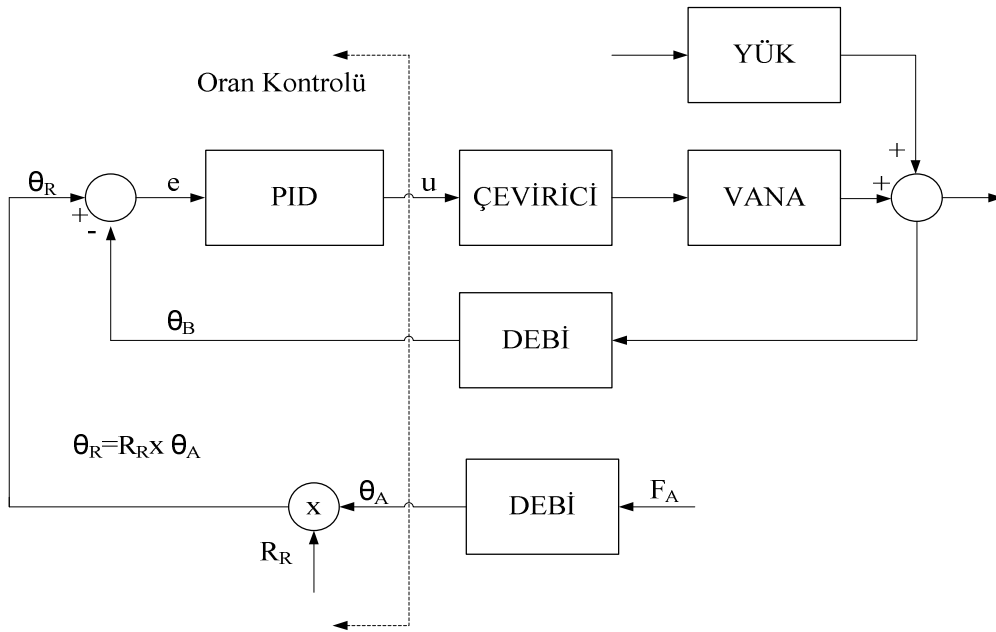 YÜK
Oran Kontrolü
θR
e
PID
u
ÇEVİRİCİ
VANA
+
+
+
-
θB
DEBİ
θR=RRx θA
x
θA
DEBİ
FA
RR